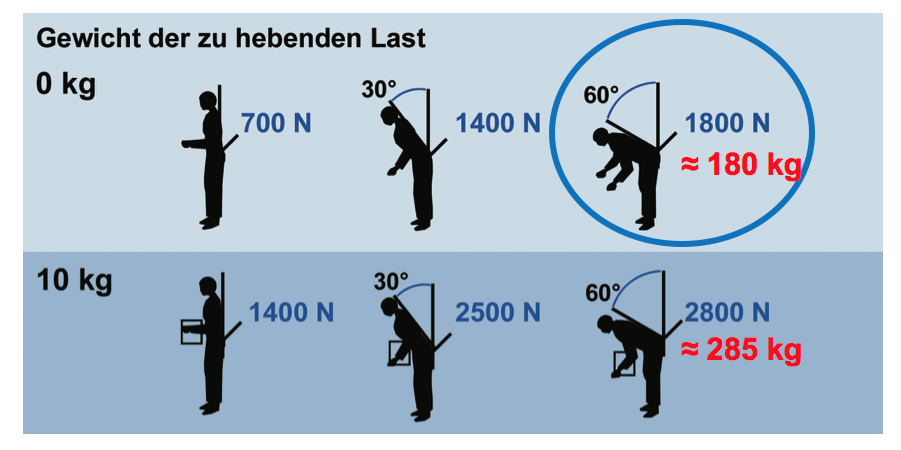 Gewicht der zu hebenden Last
0 kg
700 N
30°
1400 N
60°
1800 N
≈ 180 kg
10 kg
1400 N
30°
2500 N
60°
2800 N
≈ 285 kg